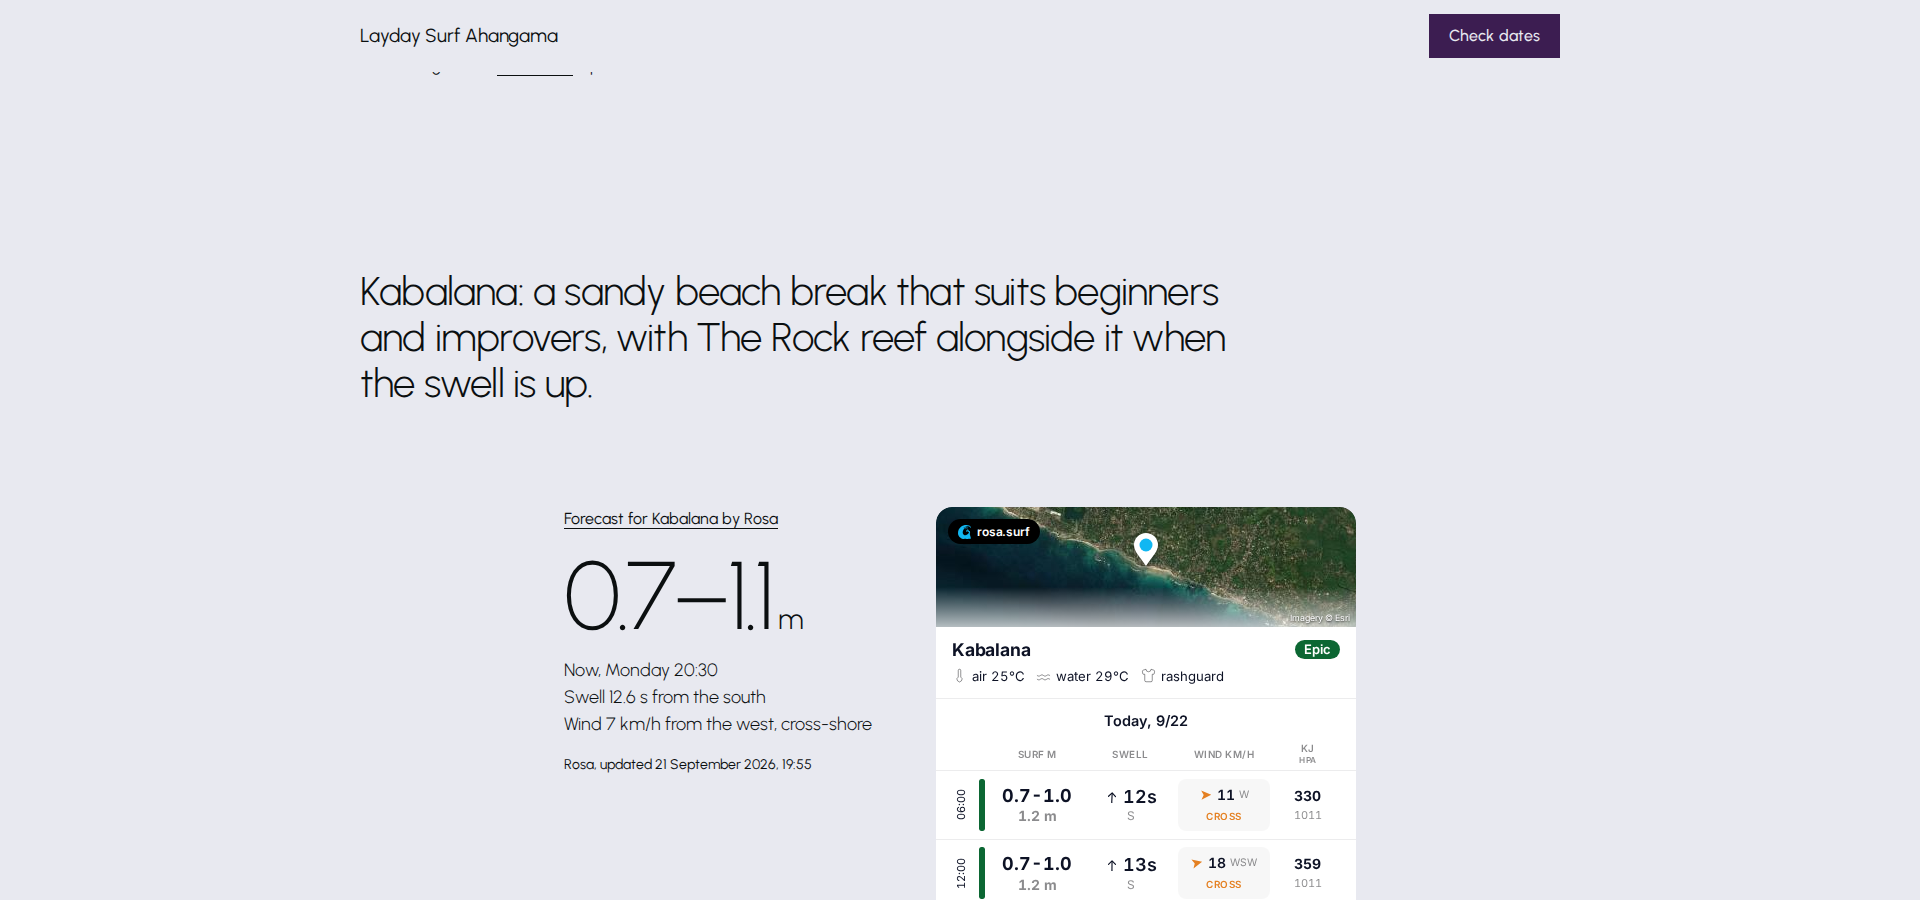 Layday Surf Ahangama
Check dates
Kabalana: a sandy beach break that suits beginners
and improvers, with The Rock reef alongside it when
the swell is up.
Forecast for Kabalana by Rosa
0.7–1.1 m
Now, Monday 20:30
Swell 12.6 s from the south
Wind 7 km/h from the west, cross-shore
Rosa, updated 21 September 2026, 19:55
rosa.surf
Imagery © Esri
Kabalana
Epic
air 25°C water 29°C rashguard
Today, 9/22
SURF M SWELL WIND KM/H KJ
HPA
06:00 0.7-1.0 ↑ 12s ➤ 11 W 330
1.2 m S CROSS 1011
12:00 0.7-1.0 ↑ 13s ➤ 18 WSW 359
1.2 m S CROSS 1011